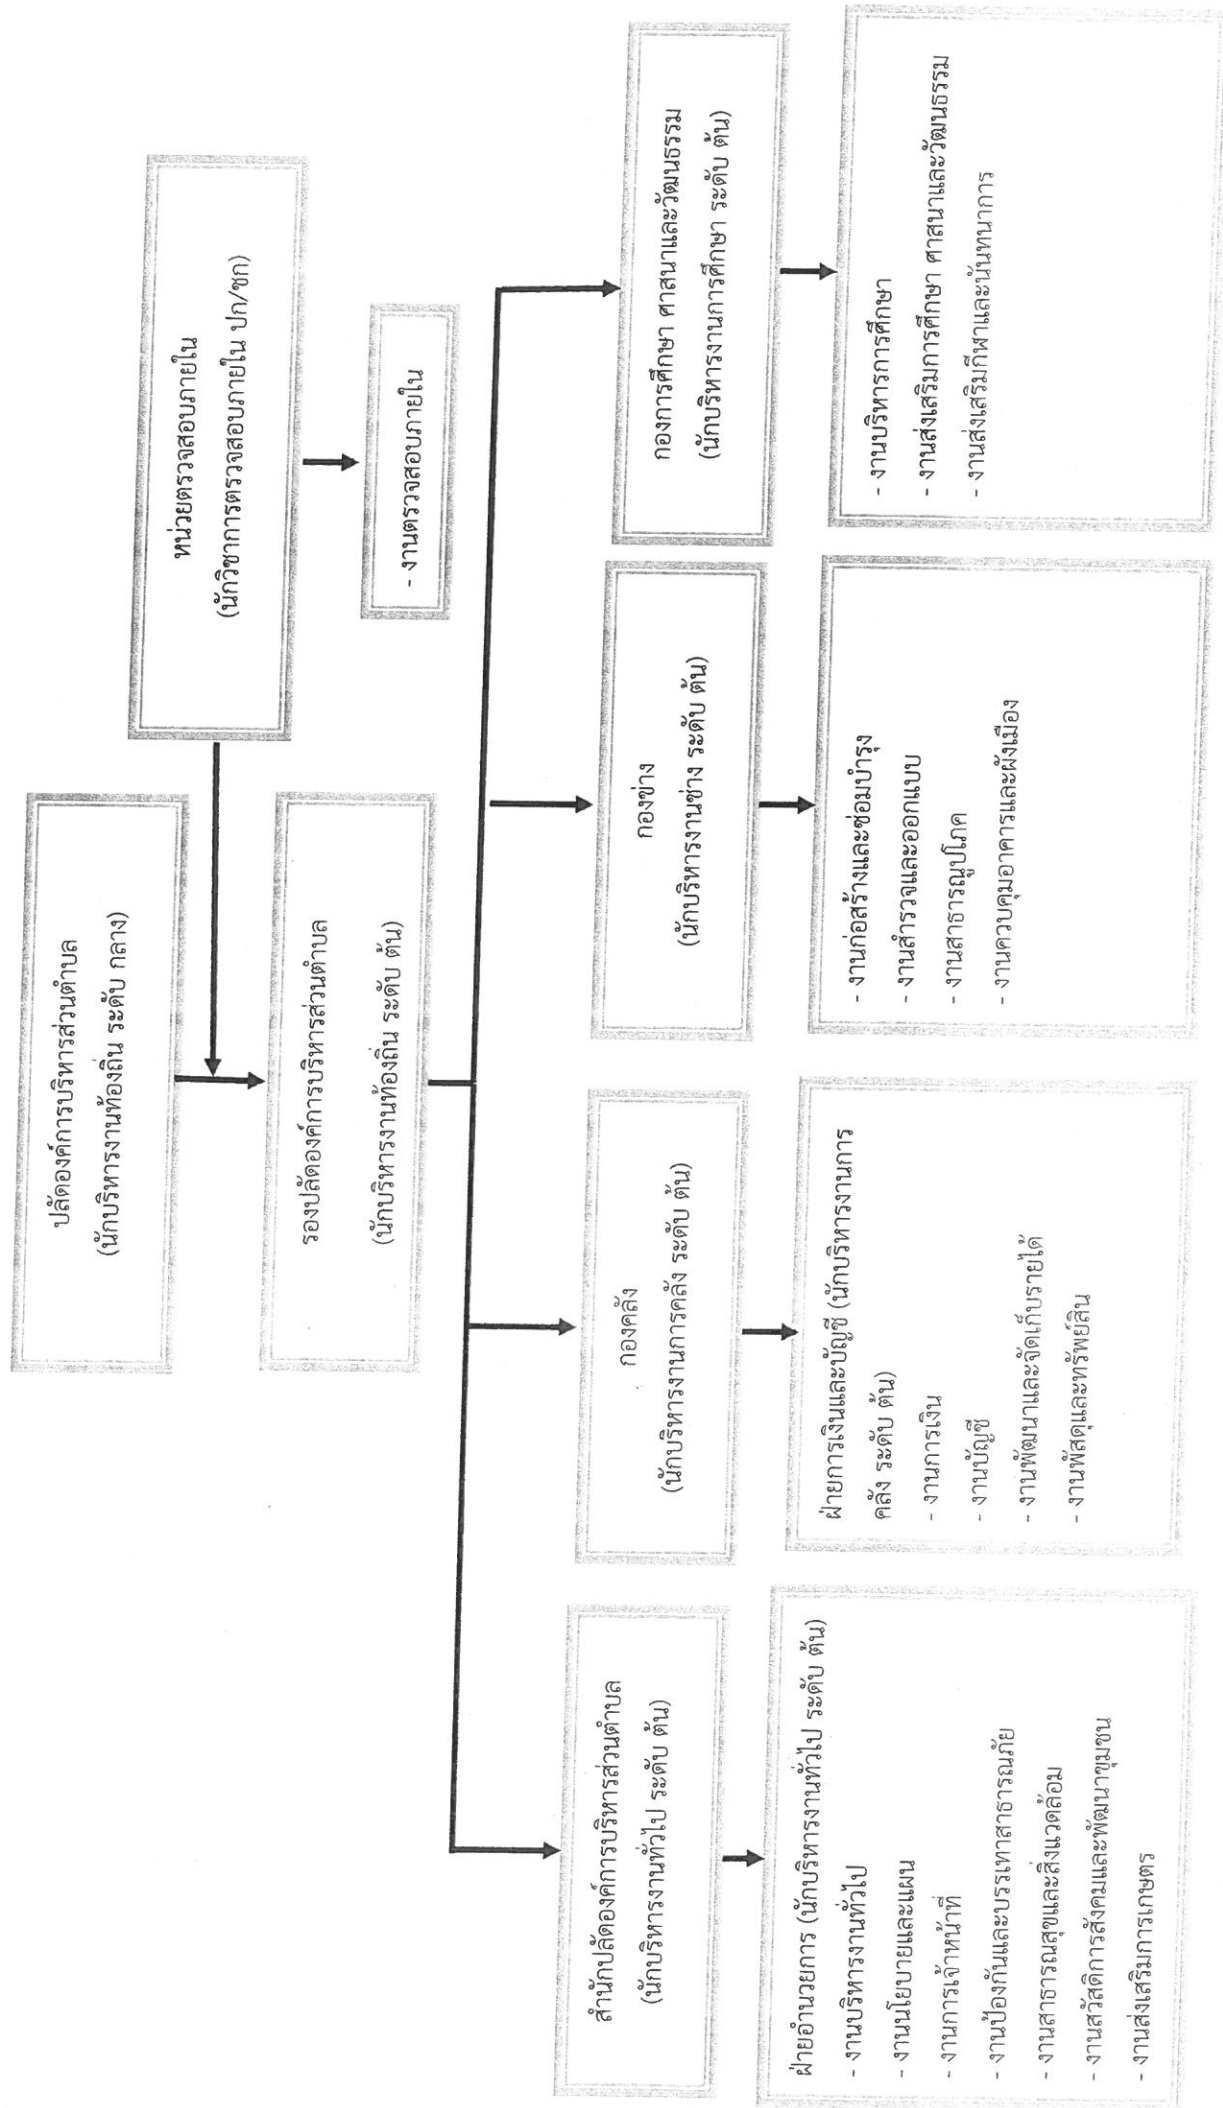 ปลัดองค์การบริหารส่วนตำบล
(นักบริหารงานท้องถิ่น ระดับ กลาง)
หน่วยตรวจสอบภายใน
(นักวิชาการตรวจสอบภายใน ปก/ชก)
รองปลัดองค์การบริหารส่วนตำบล
(นักบริหารงานท้องถิ่น ระดับ ต้น)
- งานตรวจสอบภายใน
สำนักปลัดองค์การบริหารส่วนตำบล
(นักบริหารงานทั่วไป ระดับ ต้น)
กองคลัง
(นักบริหารงานการคลัง ระดับ ต้น)
กองช่าง
(นักบริหารงานช่าง ระดับ ต้น)
กองการศึกษา ศาสนาและวัฒนธรรม
(นักบริหารงานการศึกษา ระดับ ต้น)
ฝ่ายอำนวยการ (นักบริหารงานทั่วไป ระดับ ต้น)
- งานบริหารงานทั่วไป
- งานนโยบายและแผน
- งานการเจ้าหน้าที่
- งานป้องกันและบรรเทาสาธารณภัย
- งานสาธารณสุขและสิ่งแวดล้อม
- งานสวัสดิการสังคมและพัฒนาชุมชน
- งานส่งเสริมการเกษตร
ฝ่ายการเงินและบัญชี (นักบริหารงานการ
คลัง ระดับ ต้น)
- งานการเงิน
- งานบัญชี
- งานพัฒนาและจัดเก็บรายได้
- งานพัสดุและทรัพย์สิน
- งานก่อสร้างและซ่อมบำรุง
- งานสำรวจและออกแบบ
- งานสาธารณูปโภค
- งานควบคุมอาคารและผังเมือง
- งานบริหารการศึกษา
- งานส่งเสริมการศึกษา ศาสนาและวัฒนธรรม
- งานส่งเสริมกีฬาและนันทนาการ